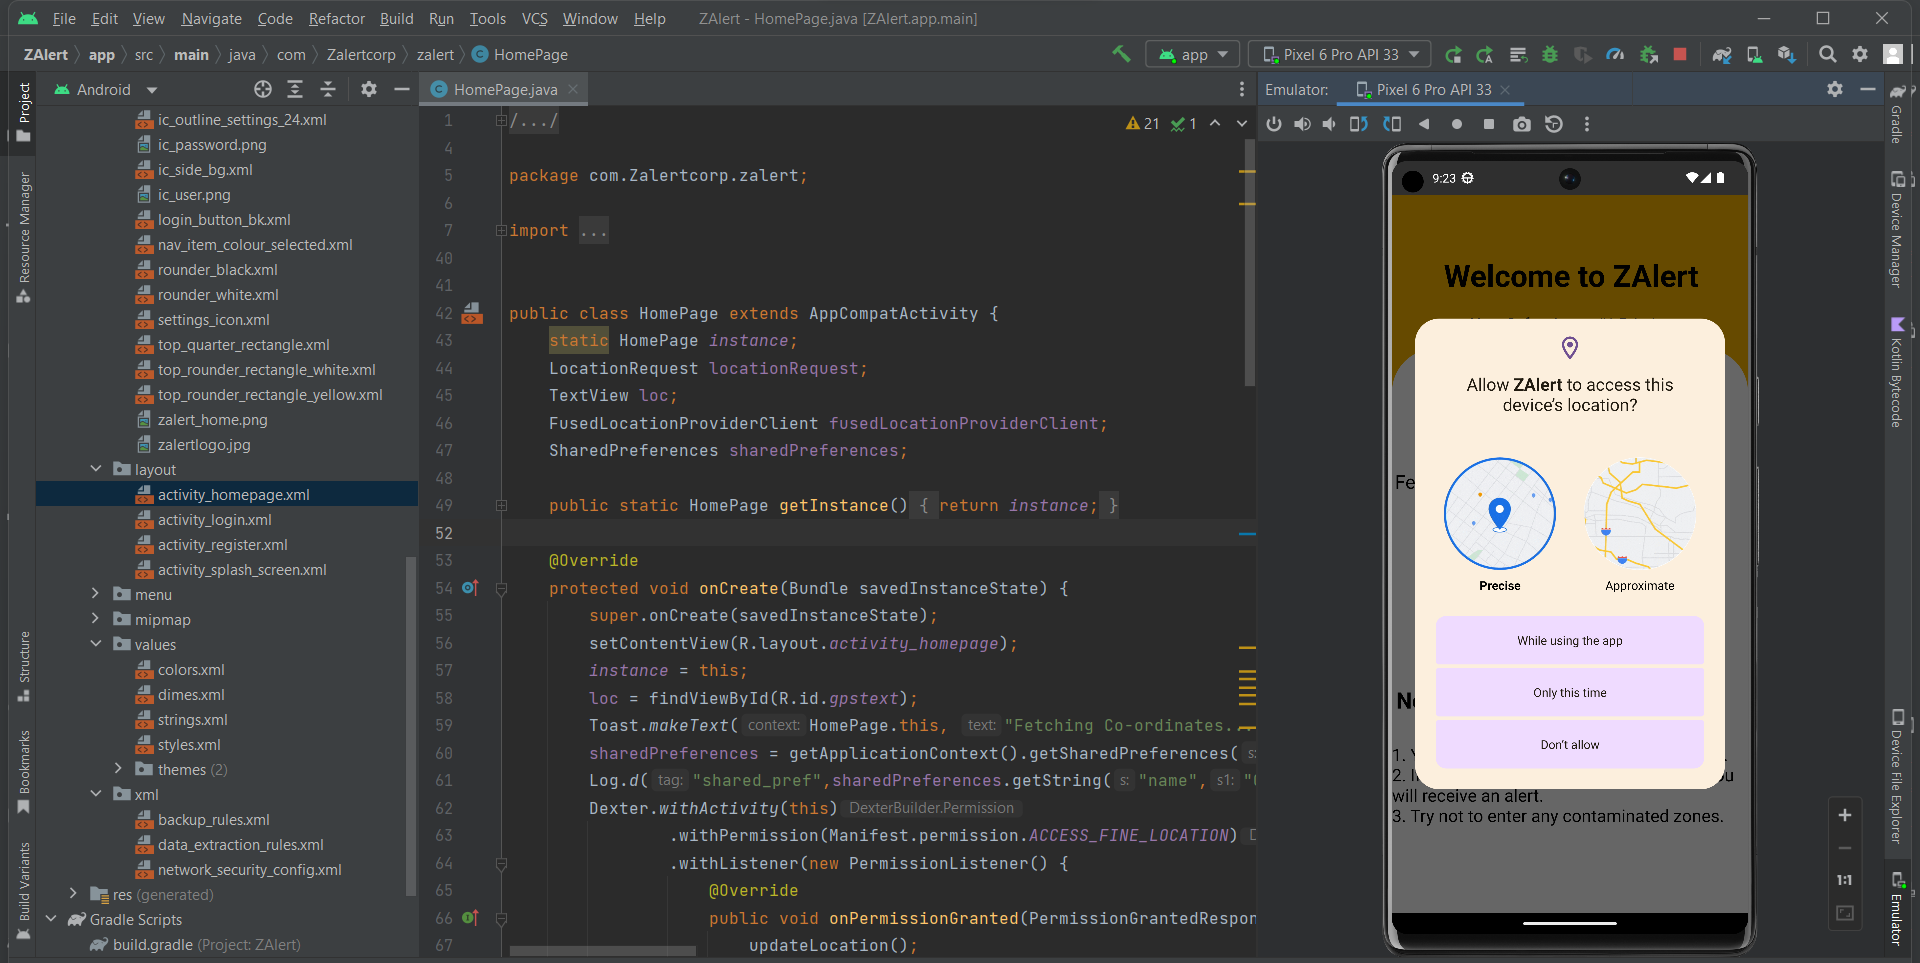 File Edit View Navigate Code Refactor Build Run Tools VCS Window Help ZAlert - HomePage.java [ZAlert.app.main]
ZAlert app src main java com Zalertcorp zalert HomePage app Pixel 6 Pro API 33
Project
Resource Manager
Structure
Bookmarks
Build Variants
Android
ic_outline_settings_24.xml
ic_password.png
ic_side_bg.xml
ic_user.png
login_button_bk.xml
nav_item_colour_selected.xml
rounder_black.xml
rounder_white.xml
settings_icon.xml
top_quarter_rectangle.xml
top_rounder_rectangle_white.xml
top_rounder_rectangle_yellow.xml
zalert_home.png
zalertlogo.jpg
layout
activity_homepage.xml
activity_login.xml
activity_register.xml
activity_splash_screen.xml
menu
mipmap
values
colors.xml
dimes.xml
strings.xml
styles.xml
themes (2)
xml
backup_rules.xml
data_extraction_rules.xml
network_security_config.xml
res (generated)
Gradle Scripts
build.gradle (Project: ZAlert)
HomePage.java
21 1
1 /.../
4
5 package com.Zalertcorp.zalert;
6
7 import ...
40
41
42 public class HomePage extends AppCompatActivity {
43 static HomePage instance;
44 LocationRequest locationRequest;
45 TextView loc;
46 FusedLocationProviderClient fusedLocationProviderClient;
47 SharedPreferences sharedPreferences;
48
49 public static HomePage getInstance() { return instance; }
52
53 @Override
54 protected void onCreate(Bundle savedInstanceState) {
55 super.onCreate(savedInstanceState);
56 setContentView(R.layout.activity_homepage);
57 instance = this;
58 loc = findViewById(R.id.gpstext);
59 Toast.makeText( context: HomePage.this, text: "Fetching Co-ordinates..
60 sharedPreferences = getApplicationContext().getSharedPreferences( s:
61 Log.d( tag: "shared_pref",sharedPreferences.getString( s: "name", s1: "
62 Dexter.withActivity(this) DexterBuilder.Permission
63 .withPermission(Manifest.permission.ACCESS_FINE_LOCATION)
64 .withListener(new PermissionListener() {
65 @Override
66 public void onPermissionGranted(PermissionGrantedRespon
67 updateLocation();
Emulator: Pixel 6 Pro API 33
9:23
Welcome to ZAlert
Allow ZAlert to access this
device's location?
Fe
Precise Approximate
While using the app
Only this time
Don't allow
1.
2.
will receive an alert.
3. Try not to enter any contaminated zones.
1:1
Gradle
Device Manager
Kotlin Bytecode
Device File Explorer
Emulator